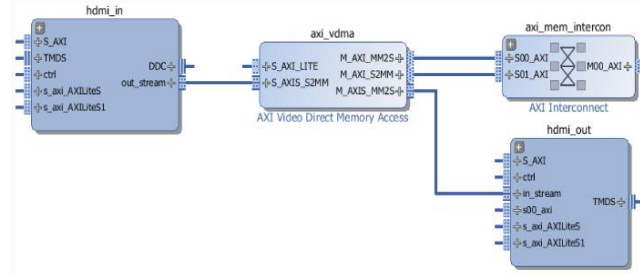 hdmi_in
S_AXI
TMDS
ctrl
s_axi_AXILiteS
s_axi_AXILiteS1
DDC
out_stream
axi_vdma
S_AXI_LITE
S_AXIS_S2MM
M_AXI_MM2S
M_AXI_S2MM
M_AXIS_MM2S
AXI Video Direct Memory Access
axi_mem_intercon
S00_AXI
S01_AXI
M00_AXI
AXI Interconnect
hdmi_out
S_AXI
ctrl
in_stream
s00_axi
s_axi_AXILiteS
s_axi_AXILiteS1
TMDS